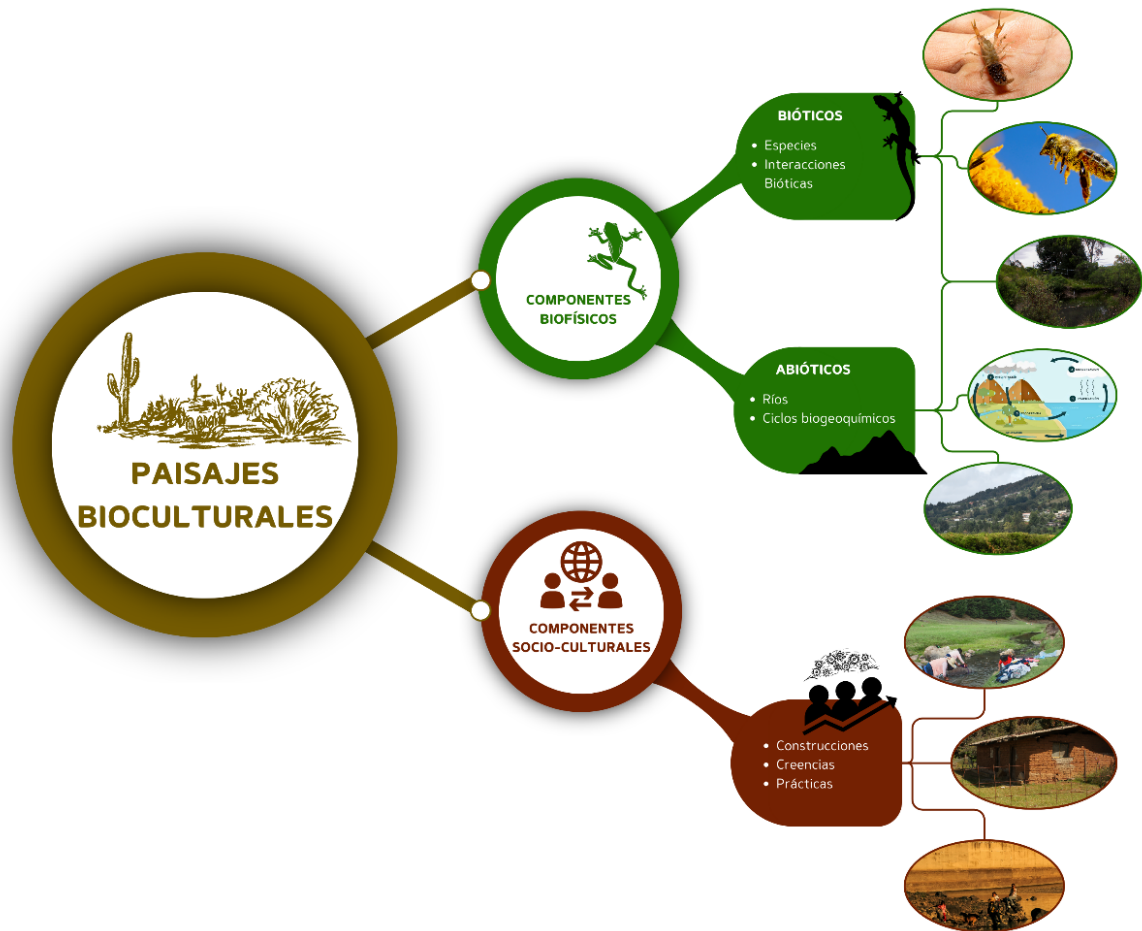 PAISAJES
BIOCULTURALES
COMPONENTES
BIOFÍSICOS
BIÓTICOS
• Especies
• Interacciones
Bióticas
ABIÓTICOS
• Ríos
• Ciclos biogeoquímicos
COMPONENTES
SOCIO-CULTURALES
• Construcciones
• Creencias
• Prácticas